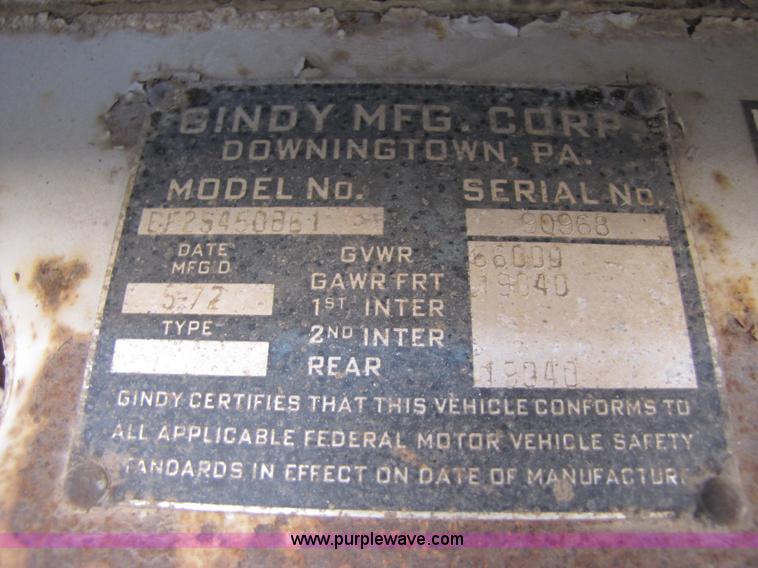 GINDY MFG. CORP.
DOWNINGTOWN, PA.
MODEL No. SERIAL No.
90968
DATE MFG'D GVWR 66000
5-72 GAWR FRT 19040
1ST INTER
TYPE 2ND INTER
REAR 19040
GINDY CERTIFIES THAT THIS VEHICLE CONFORMS TO
ALL APPLICABLE FEDERAL MOTOR VEHICLE SAFETY
STANDARDS IN EFFECT ON DATE OF MANUFACTURE
www.purplewave.com